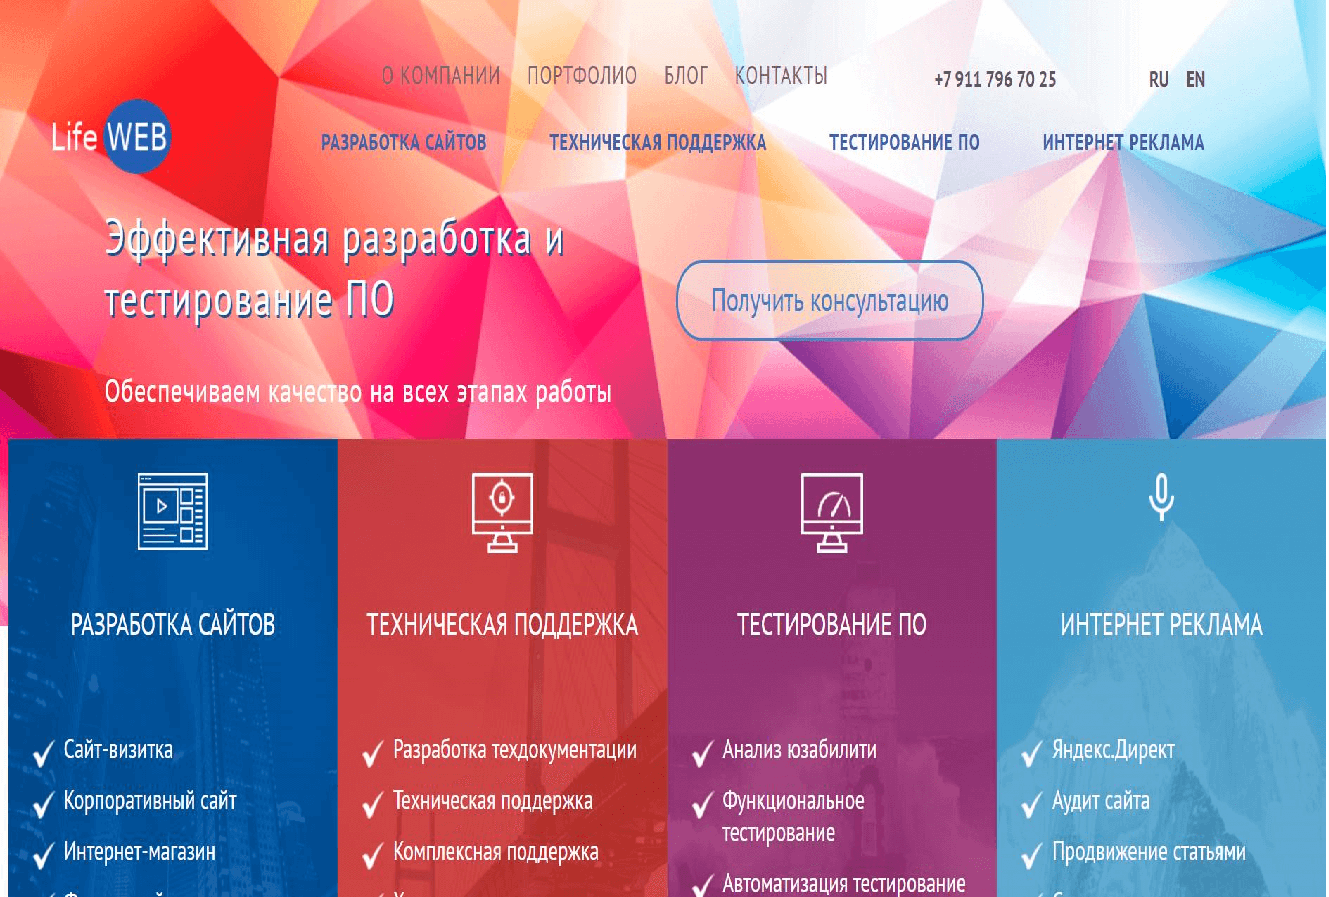 О КОМПАНИИ ПОРТФОЛИО БЛОГ КОНТАКТЫ +7 911 796 70 25 RU EN
Life WEB
РАЗРАБОТКА САЙТОВ ТЕХНИЧЕСКАЯ ПОДДЕРЖКА ТЕСТИРОВАНИЕ ПО ИНТЕРНЕТ РЕКЛАМА
Эффективная разработка и
тестирование ПО
Получить консультацию
Обеспечиваем качество на всех этапах работы
РАЗРАБОТКА САЙТОВ
Сайт-визитка
Корпоративный сайт
Интернет-магазин
ТЕХНИЧЕСКАЯ ПОДДЕРЖКА
Разработка техдокументации
Техническая поддержка
Комплексная поддержка
ТЕСТИРОВАНИЕ ПО
Анализ юзабилити
Функциональное
тестирование
Автоматизация тестирование
ИНТЕРНЕТ РЕКЛАМА
Яндекс.Директ
Аудит сайта
Продвижение статьями